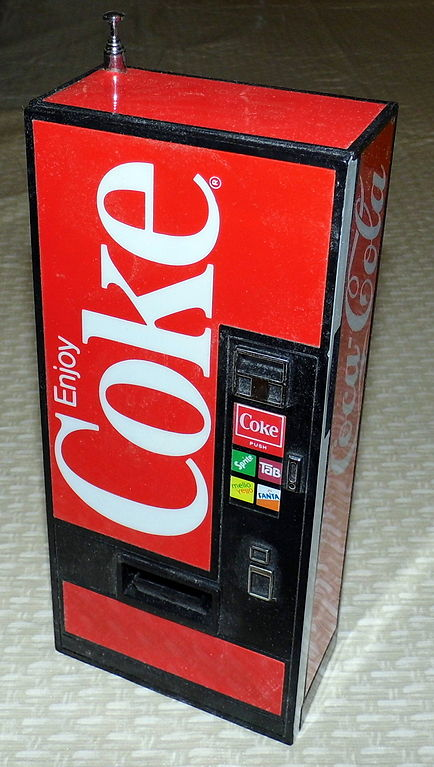 Enjoy
Coke®
Coke
PUSH
Sprite
TAB
mello
yello
FANTA
Coca-Cola